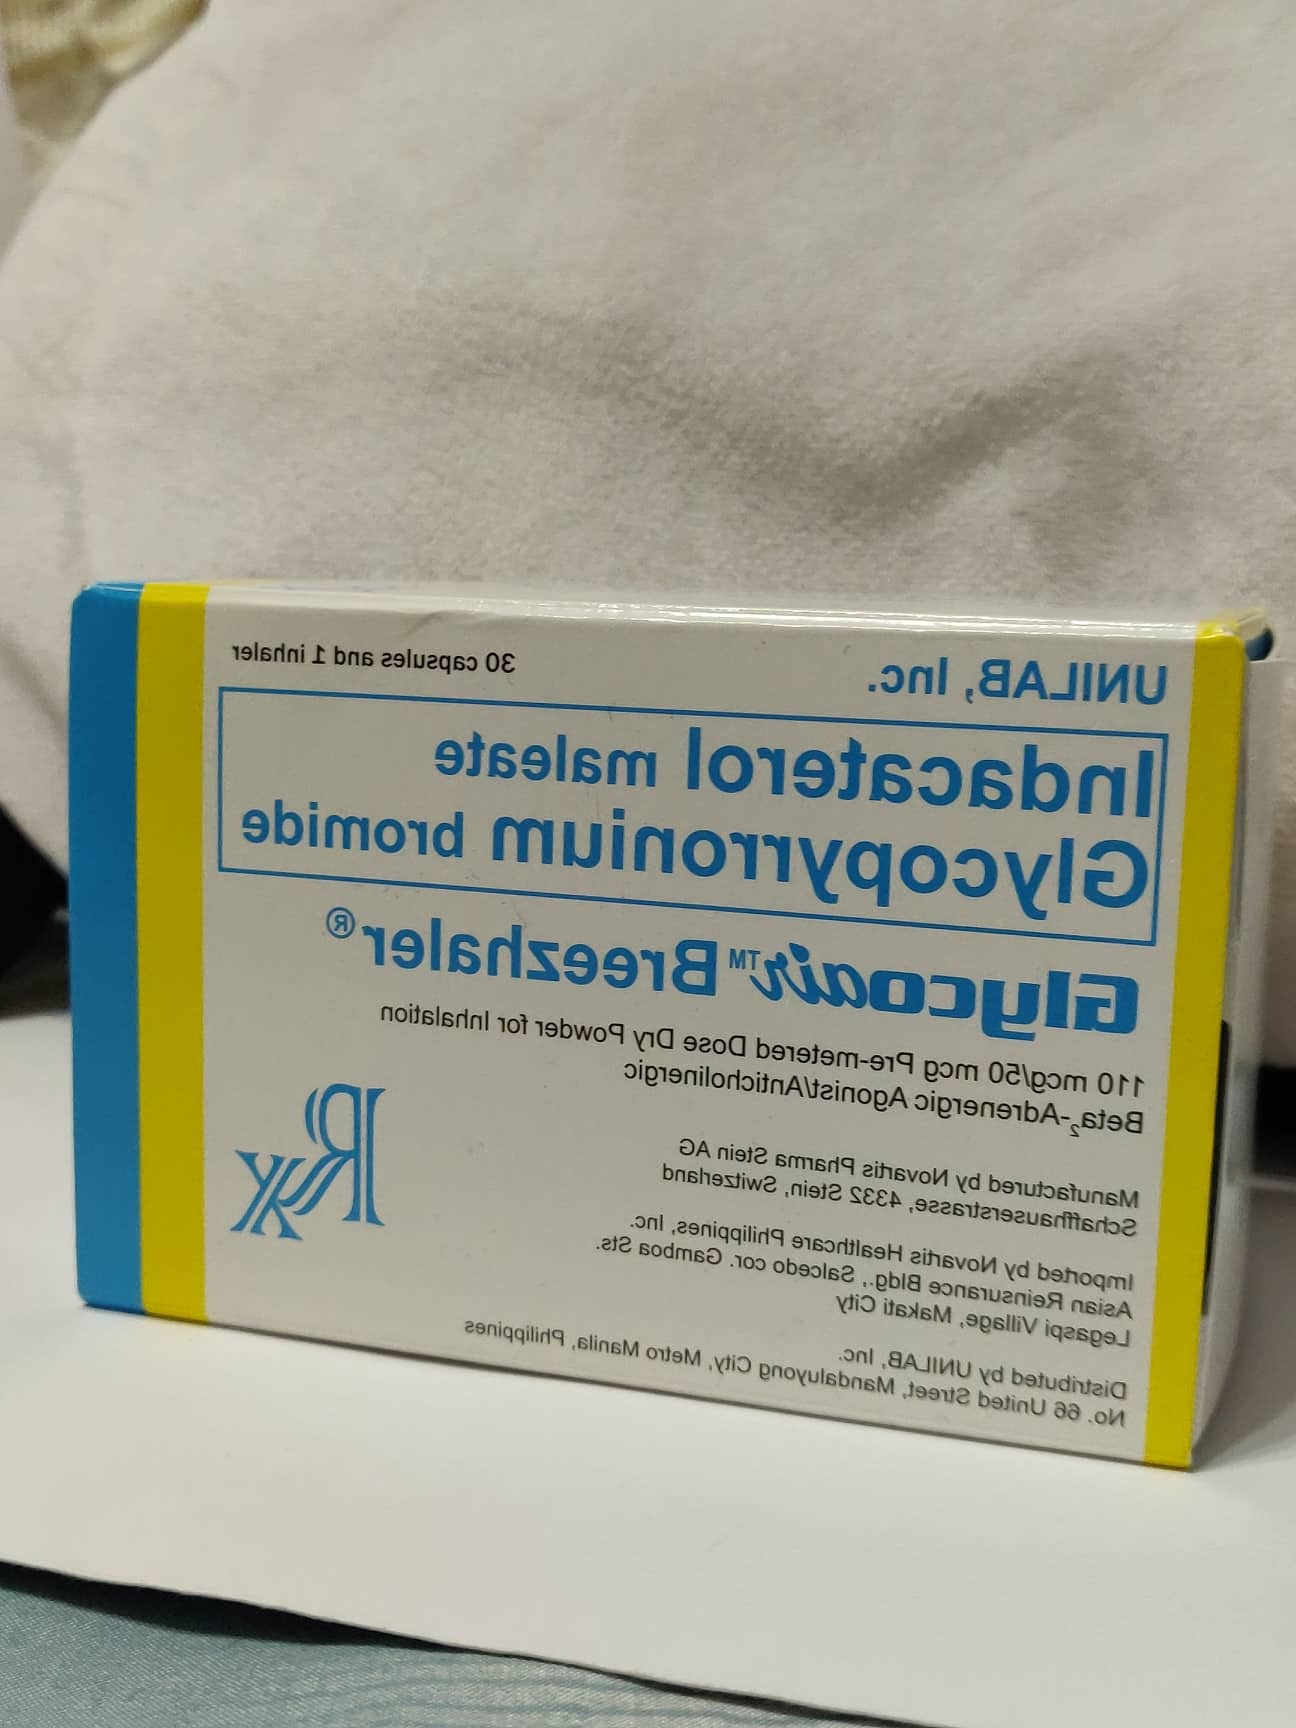 UNILAB, Inc.
30 capsules and 1 inhaler
Indacaterol maleate
Glycopyrronium bromide
Glycoair™ Breezhaler®
110 mcg/50 mcg Pre-metered Dose Dry Powder for Inhalation
Beta₂-Adrenergic Agonist/Anticholinergic
Rx
Manufactured by Novartis Pharma Stein AG
Schaffhauserstrasse, 4332 Stein, Switzerland
Imported by Novartis Healthcare Philippines, Inc.
Asian Reinsurance Bldg., Salcedo cor. Gamboa Sts.
Legaspi Village, Makati City
Distributed by UNILAB, Inc.
No. 66 United Street, Mandaluyong City, Metro Manila, Philippines